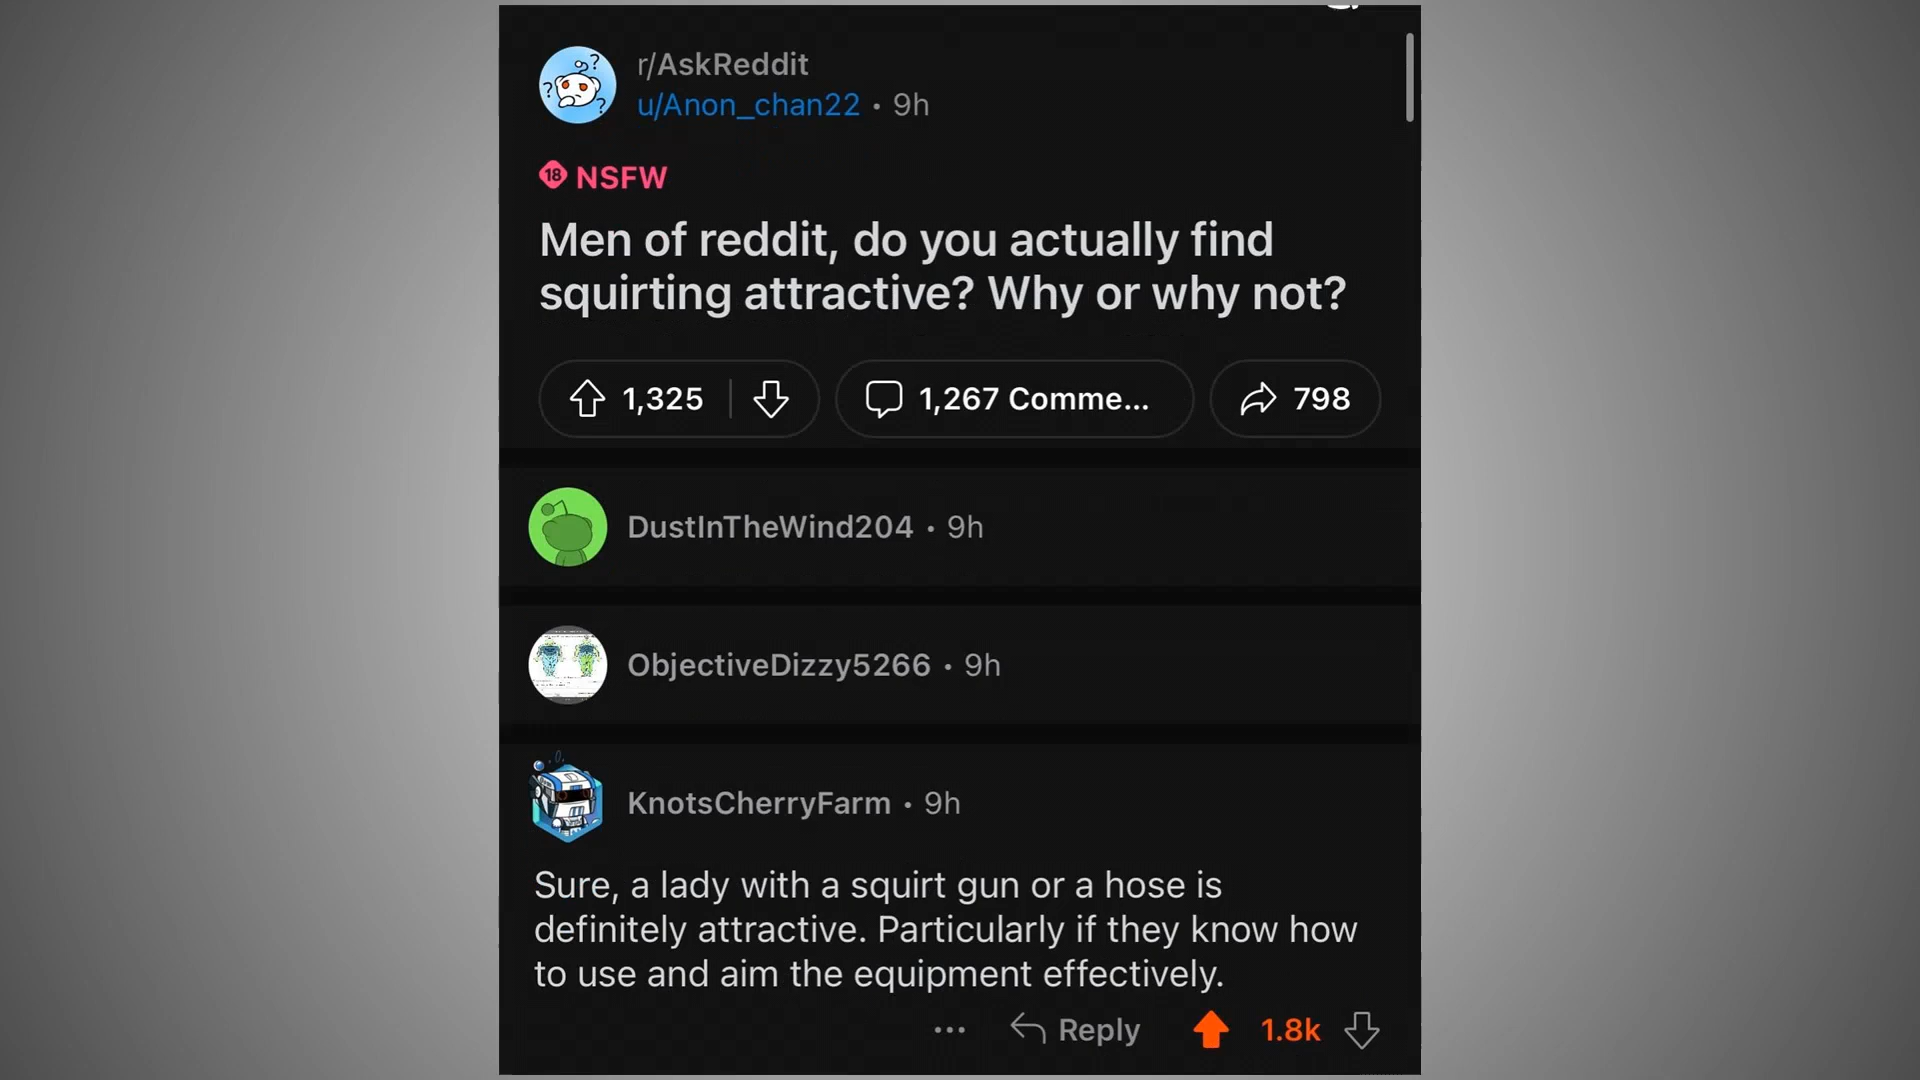 r/AskReddit
u/Anon_chan22 • 9h
18 NSFW
Men of reddit, do you actually find
squirting attractive? Why or why not?
1,325
1,267 Comme...
798
DustInTheWind204 • 9h
ObjectiveDizzy5266 • 9h
KnotsCherryFarm • 9h
Sure, a lady with a squirt gun or a hose is
definitely attractive. Particularly if they know how
to use and aim the equipment effectively.
... Reply 1.8k